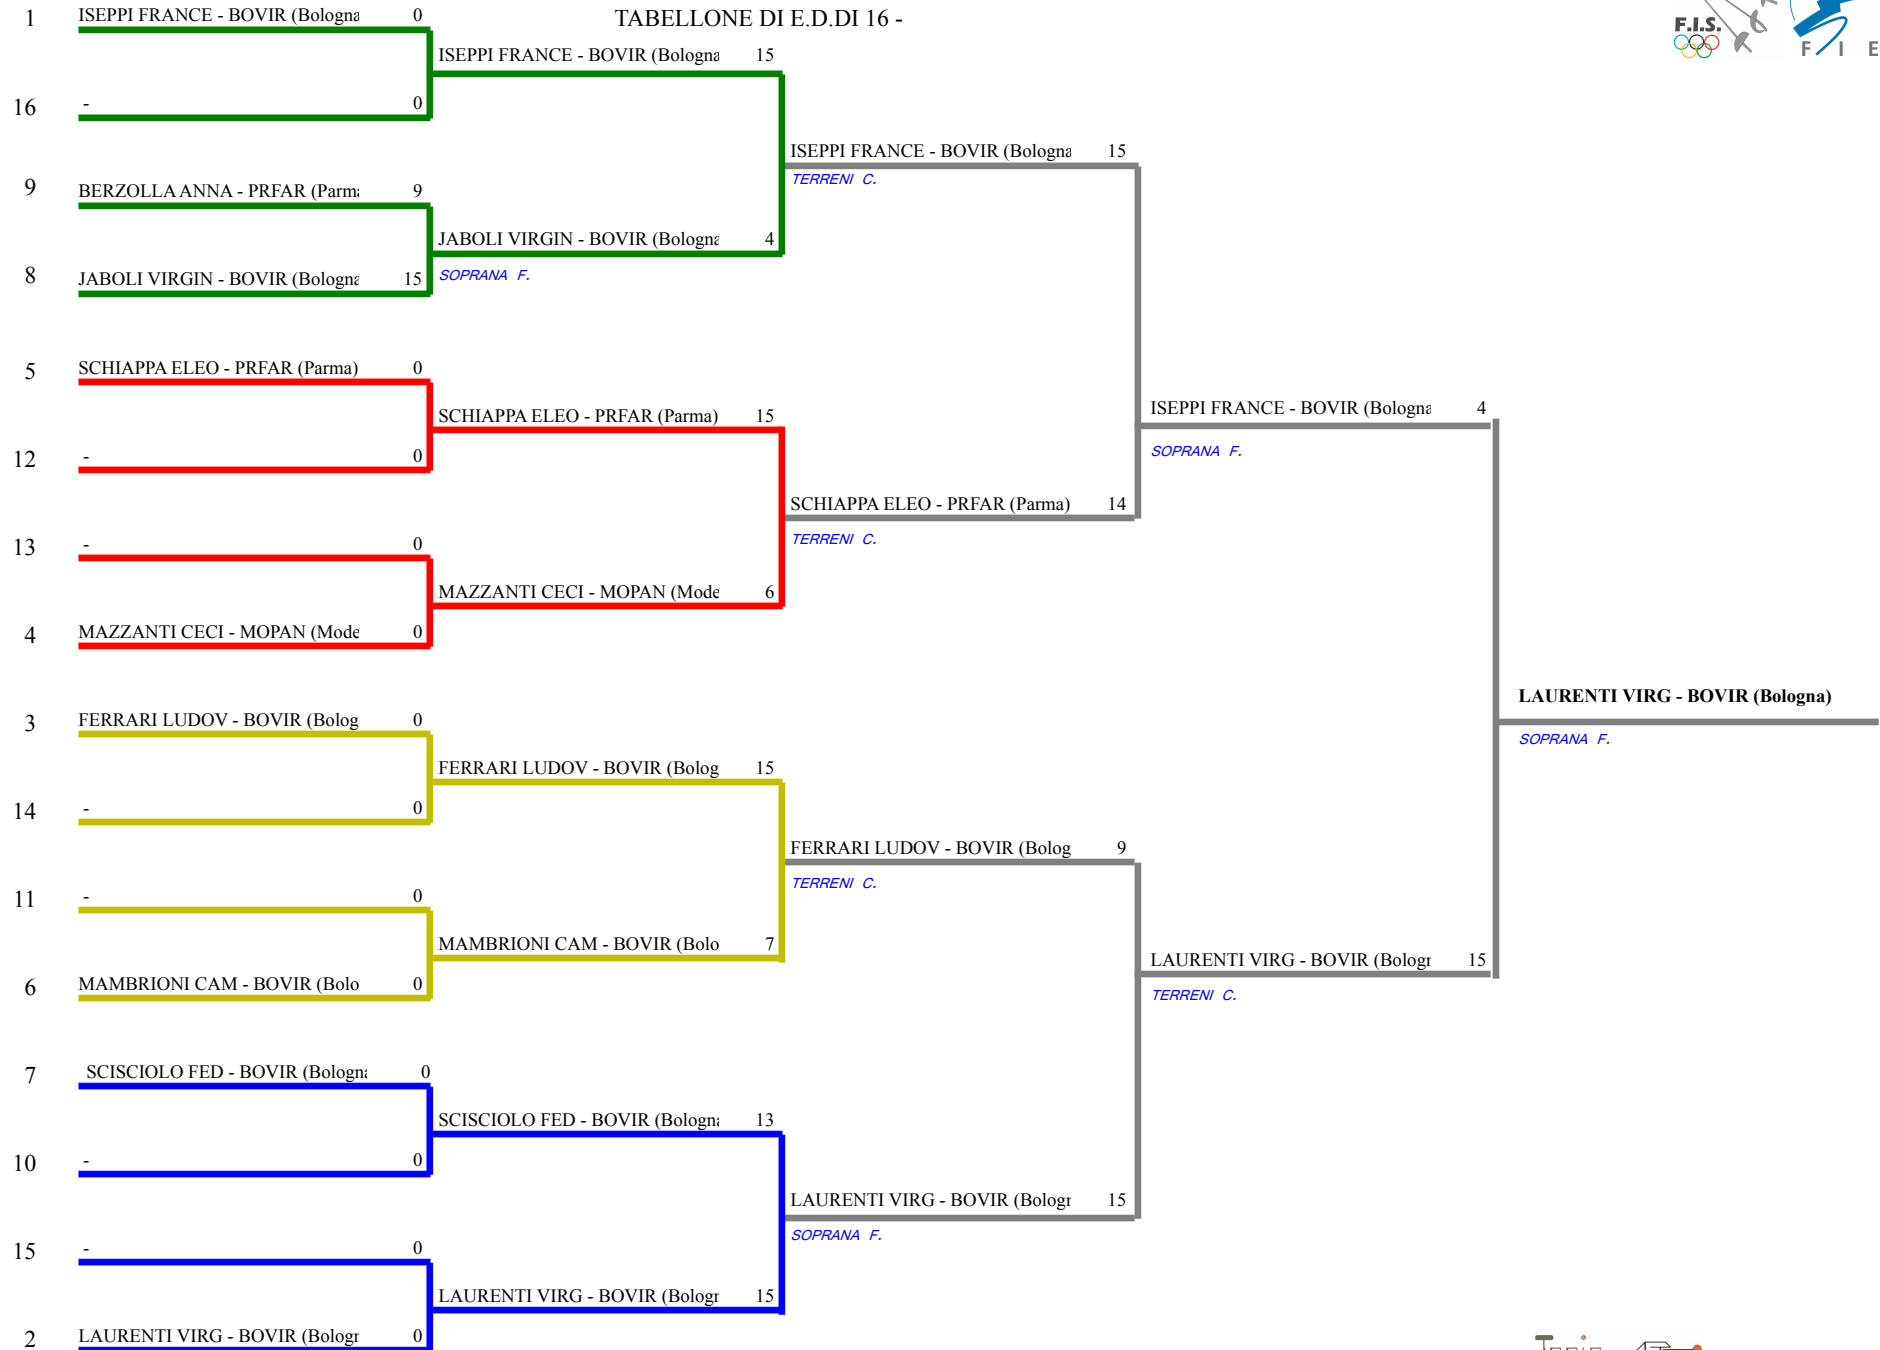 TABELLONE DI E.D.DI 16 -
F.I.S.
F I E
1 ISEPPI FRANCE - BOVIR (Bologna 0
ISEPPI FRANCE - BOVIR (Bologna 15
16 - 0
ISEPPI FRANCE - BOVIR (Bologna 15
TERRENI C.
9 BERZOLLA ANNA - PRFAR (Parma 9
JABOLI VIRGIN - BOVIR (Bologna 4
SOPRANA F.
8 JABOLI VIRGIN - BOVIR (Bologna 15
5 SCHIAPPA ELEO - PRFAR (Parma) 0
SCHIAPPA ELEO - PRFAR (Parma) 15
ISEPPI FRANCE - BOVIR (Bologna 4
SOPRANA F.
12 - 0
SCHIAPPA ELEO - PRFAR (Parma) 14
TERRENI C.
13 - 0
MAZZANTI CECI - MOPAN (Mode 6
4 MAZZANTI CECI - MOPAN (Mode 0
LAURENTI VIRG - BOVIR (Bologna)
SOPRANA F.
3 FERRARI LUDOV - BOVIR (Bolog 0
FERRARI LUDOV - BOVIR (Bolog 15
14 - 0
FERRARI LUDOV - BOVIR (Bolog 9
TERRENI C.
11 - 0
MAMBRIONI CAM - BOVIR (Bolo 7
LAURENTI VIRG - BOVIR (Bologn 15
TERRENI C.
6 MAMBRIONI CAM - BOVIR (Bolo 0
7 SCISCIOLO FED - BOVIR (Bologna 0
SCISCIOLO FED - BOVIR (Bologna 13
10 - 0
LAURENTI VIRG - BOVIR (Bologn 15
SOPRANA F.
15 - 0
LAURENTI VIRG - BOVIR (Bologn 15
2 LAURENTI VIRG - BOVIR (Bologn 0